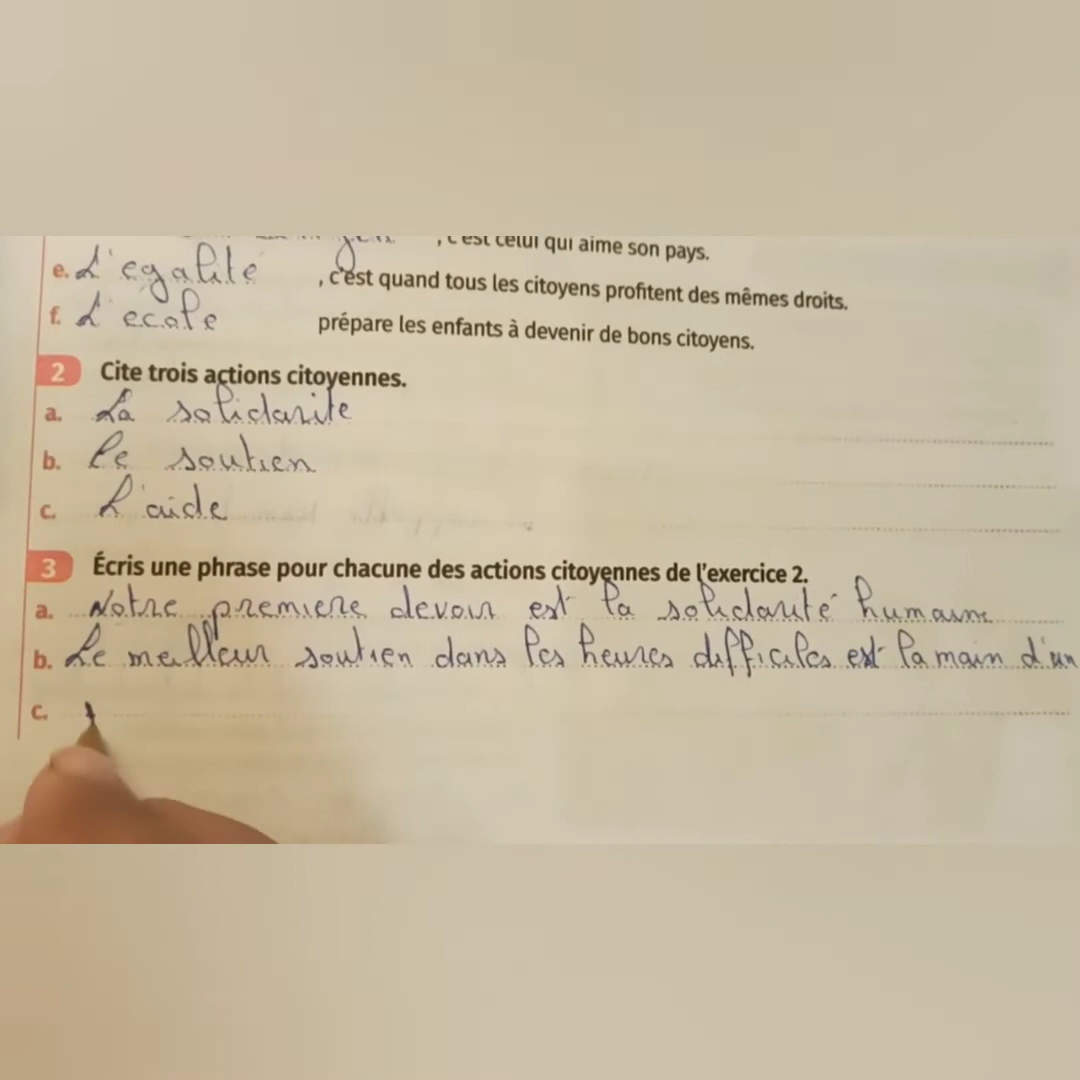 , c'est celui qui aime son pays.
e. L'egalité , c'est quand tous les citoyens profitent des mêmes droits.
f. L'ecole prépare les enfants à devenir de bons citoyens.
2 Cite trois actions citoyennes.
a. La solidarite
b. le soutien
c. L'aide
3 Écris une phrase pour chacune des actions citoyennes de l'exercice 2.
a. Notre premiere devoir est la solidarité humaine
b. Le meilleur soutien dans les heures difficiles est la main d'un
c.